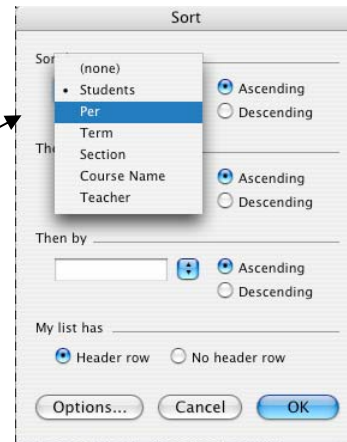 Sort
Sor
(none)
• Students
Ascending
Per
Descending
Term
The
Section
Course Name
Ascending
Teacher
Descending
Then by
Ascending
Descending
My list has
Header row No header row
Options... Cancel OK